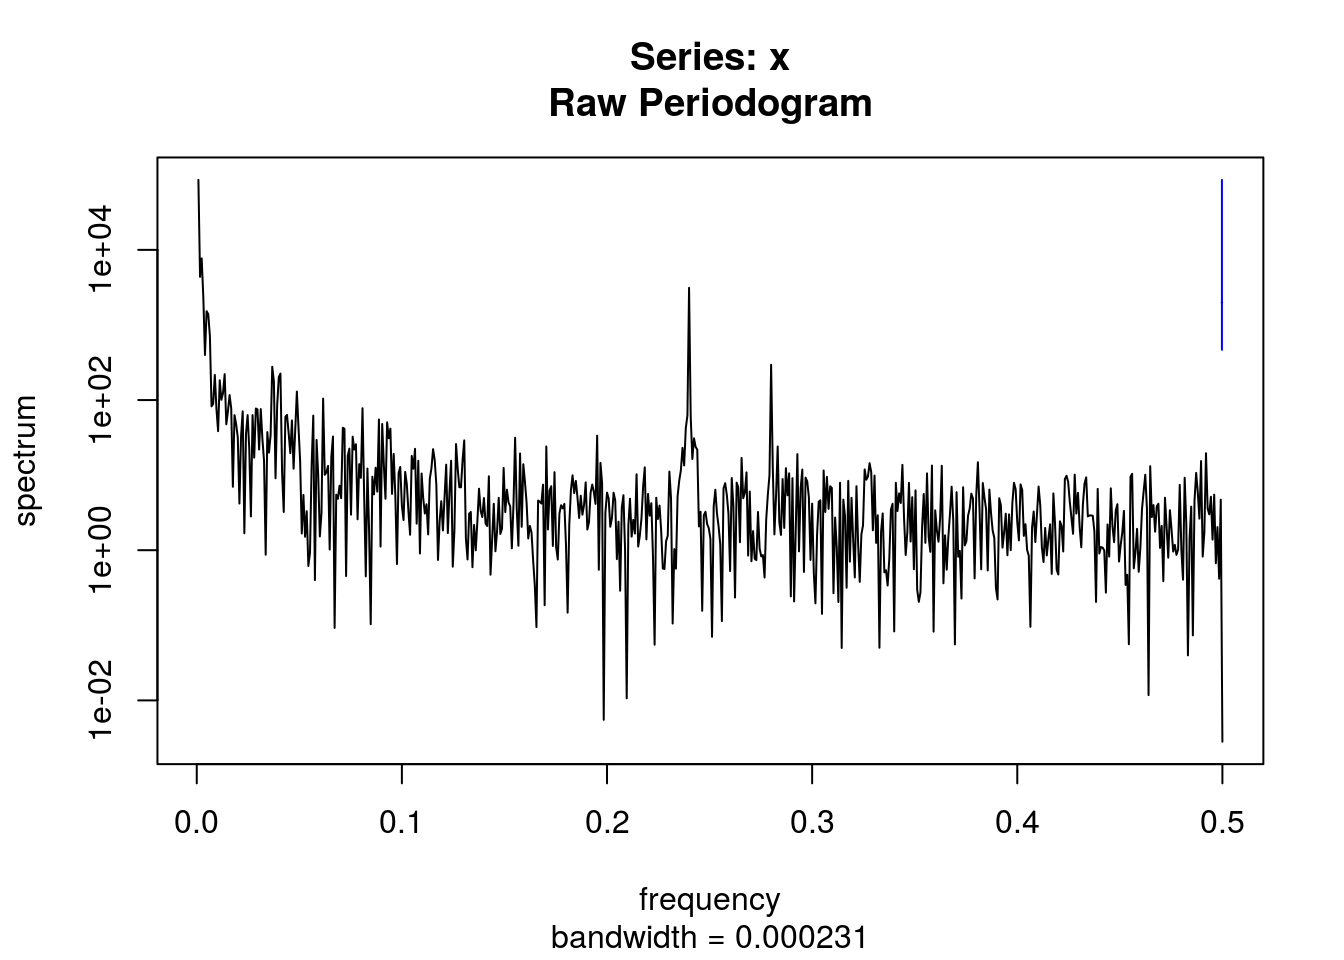 Series: x
Raw Periodogram
spectrum
1e+04
1e+02
1e+00
1e-02
0.0 0.1 0.2 0.3 0.4 0.5
frequency
bandwidth = 0.000231